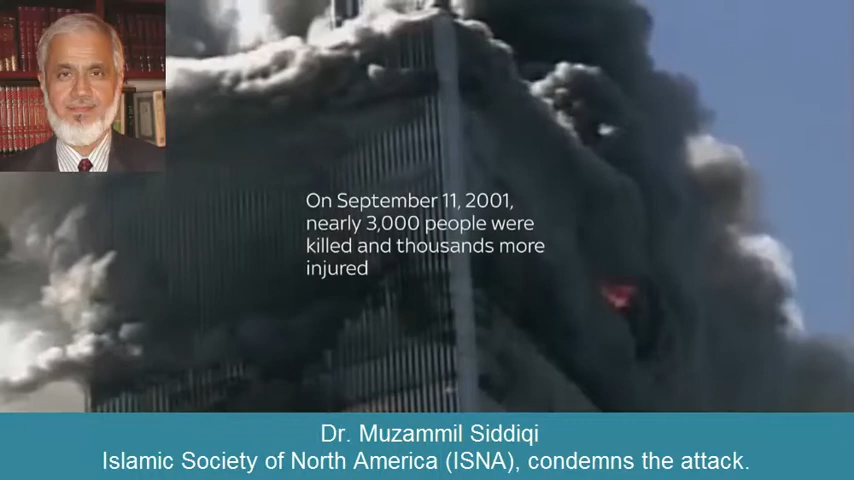 On September 11, 2001,
nearly 3,000 people were
killed and thousands more
injured
Dr. Muzammil Siddiqi
Islamic Society of North America (ISNA), condemns the attack.